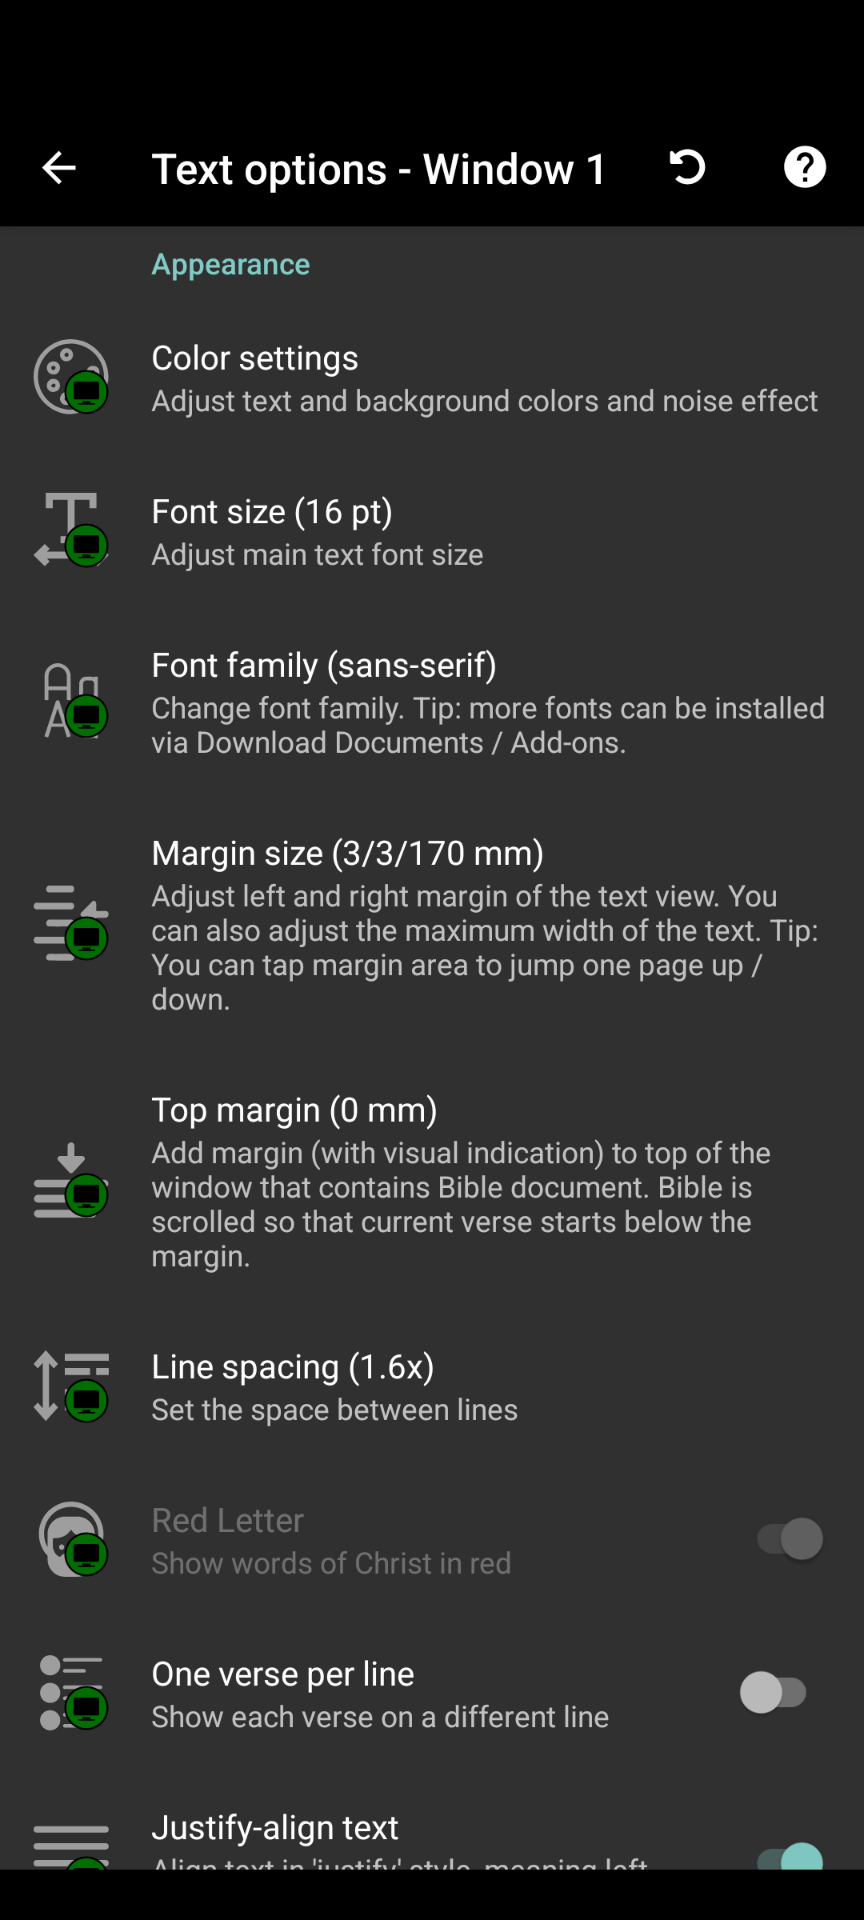 Text options - Window 1
Appearance
Color settings
Adjust text and background colors and noise effect
Font size (16 pt)
Adjust main text font size
Font family (sans-serif)
Change font family. Tip: more fonts can be installed
via Download Documents / Add-ons.
Margin size (3/3/170 mm)
Adjust left and right margin of the text view. You
can also adjust the maximum width of the text. Tip:
You can tap margin area to jump one page up /
down.
Top margin (0 mm)
Add margin (with visual indication) to top of the
window that contains Bible document. Bible is
scrolled so that current verse starts below the
margin.
Line spacing (1.6x)
Set the space between lines
Red Letter
Show words of Christ in red
One verse per line
Show each verse on a different line
Justify-align text
Align text in 'justify' style, meaning left